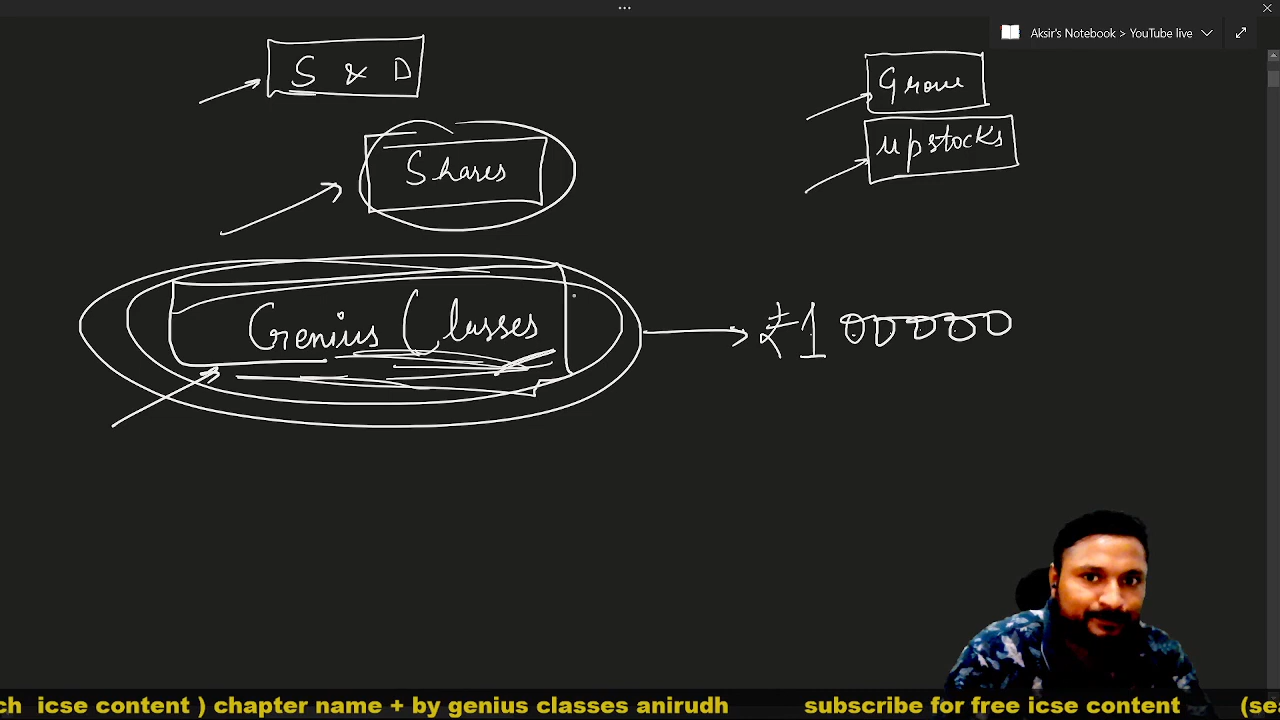 Aksir's Notebook > YouTube live
S & D
Grow
Upstocks
Shares
Genius Classes
₹1 00000
ch icse content ) chapter name + by genius classes anirudh subscribe for free icse content (se